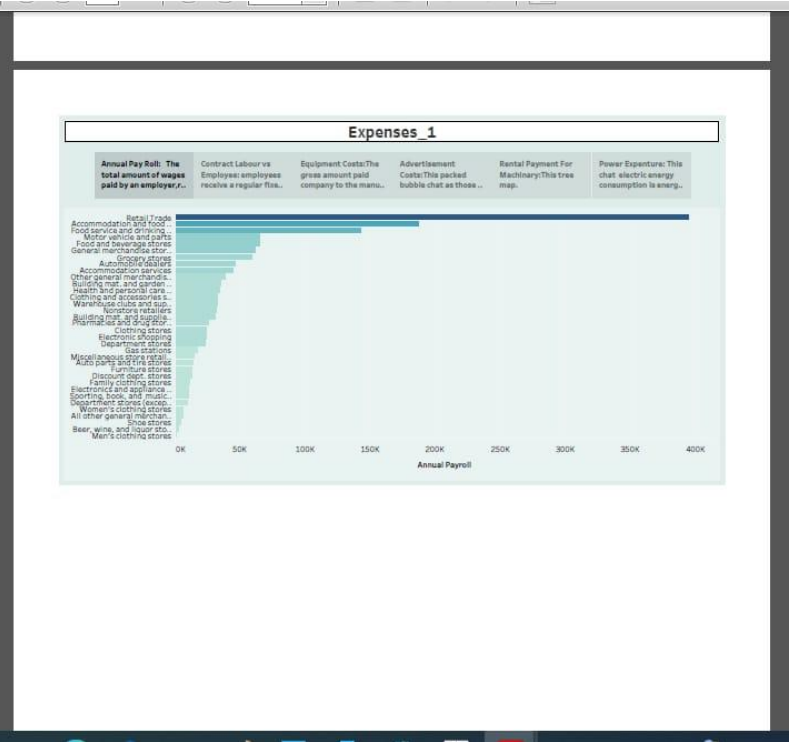 Expenses_1
Annual Pay Roll: The
total amount of wages
paid by an employer,r..
Contract Labour vs
Employee: employees
receive a regular fixe..
Equipment Costs:The
gross amount paid
company to the manu..
Advertisement
Costs:This packed
bubble chat as those ..
Rental Payment For
Machinary:This tree
map.
Power Expenture: This
chat electric energy
consumption is energ..
Retail Trade
Accommodation and food ..
Food service and drinking ..
Motor vehicle and parts
Food and beverage stores
General merchandise stor..
Grocery stores
Automobile dealers
Accommodation services
Other general merchandis..
Building mat. and garden ..
Health and personal care ..
Clothing and accessories s..
Warehouse clubs and sup..
Nonstore retailers
Building mat. and supplie..
Pharmacies and drug stor..
Clothing stores
Electronic shopping
Department stores
Gas stations
Miscellaneous store retail..
Auto parts and tire stores
Furniture stores
Discount dept. stores
Family clothing stores
Electronics and appliance ..
Sporting, book, and music..
Department stores (excep..
Women's clothing stores
All other general merchan..
Shoe stores
Beer, wine, and liquor sto..
Men's clothing stores
0K 50K 100K 150K 200K 250K 300K 350K 400K
Annual Payroll